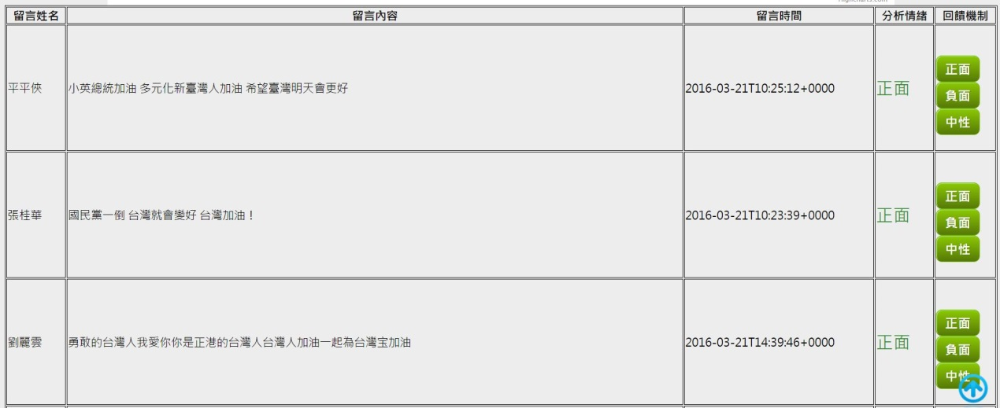 Highcharts.com
留言姓名 留言內容 留言時間 分析情緒 回饋機制
平平俠 小英總統加油 多元化新臺灣人加油 希望臺灣明天會更好 2016-03-21T10:25:12+0000 正面
正面
負面
中性
張桂華 國民黨一倒 台灣就會變好 台灣加油！ 2016-03-21T10:23:39+0000 正面
正面
負面
中性
劉麗雲 勇敢的台灣人我愛你你是正港的台灣人台灣人加油一起為台灣宝加油 2016-03-21T14:39:46+0000 正面
正面
負面
中性